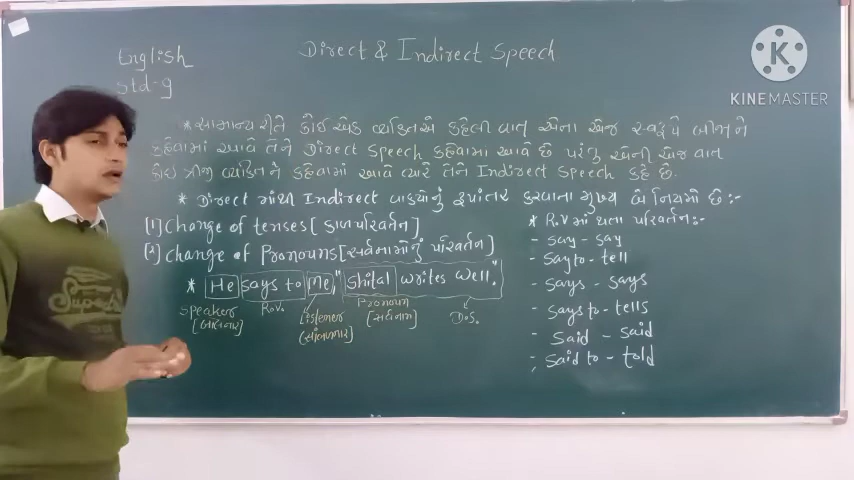 English
Std-9
Direct & Indirect Speech
KINEMASTER
* સામાન્ય રીતે કોઈ એક વ્યક્તિએ કહેલી વાત એના એજ સ્વરૂપે બીજાને
કહેવામાં આવે તેને Direct Speech કહેવામા આવે છે પરંતુ એની એજ વાત
કોઈ ત્રીજી વ્યક્તિને કહેવામાં આવે ત્યારે તેને Indirect Speech કહે છે.
* Direct માંથી Indirect વાક્યોનું રૂપાંતર કરવાના મુખ્ય બે નિયમો છે:-
[1] Change of tenses [કાળ પરિવર્તન]
[2] Change of Pronouns [સર્વનામોનું પરિવર્તન]
* He says to Me, "Shital writes well."
Speaker R.V. Listener Pronoun D.S.
[બોલનાર] [સાંભળનાર] [સર્વનામ]
* R.V માં થતા પરિવર્તન:-
- say - say
- say to - tell
- says - says
- says to - tells
- said - said
- said to - told
Superdry